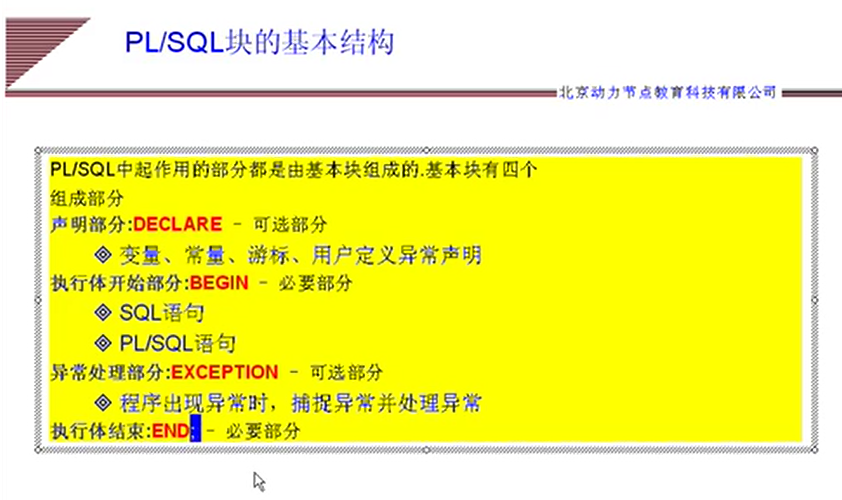 PL/SQL块的基本结构
北京动力节点教育科技有限公司
PL/SQL中起作用的部分都是由基本块组成的.基本块有四个
组成部分
声明部分:DECLARE - 可选部分
变量、常量、游标、用户定义异常声明
执行体开始部分:BEGIN - 必要部分
SQL语句
PL/SQL语句
异常处理部分:EXCEPTION - 可选部分
程序出现异常时，捕捉异常并处理异常
执行体结束:END; - 必要部分